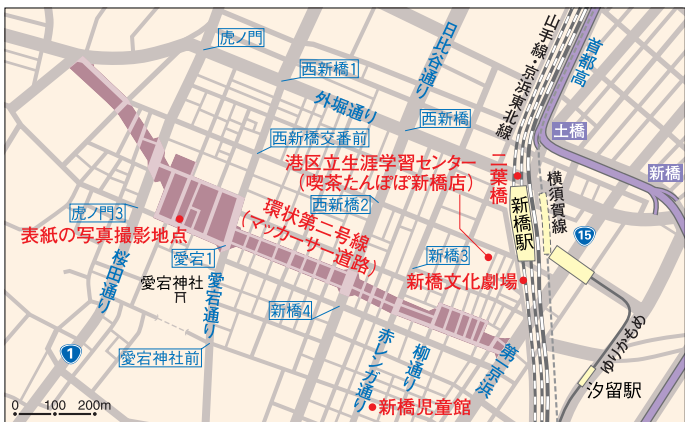 虎ノ門
日比谷通り
山手線・京浜東北線
首都高
西新橋1
外堀通り
西新橋
土橋
西新橋交番前
新橋
港区立生涯学習センター
(喫茶たんぽぽ新橋店)
二葉橋
横須賀線
新橋駅
15
虎ノ門3
表紙の写真撮影地点
環状第二号線
(マッカーサー道路)
西新橋2
桜田通り
愛宕1
新橋3
愛宕神社
愛宕通り
新橋文化劇場
新橋4
1
愛宕神社前
赤レンガ通り
柳通り
第一京浜
ゆりかもめ
汐留駅
新橋児童館
0 100 200m